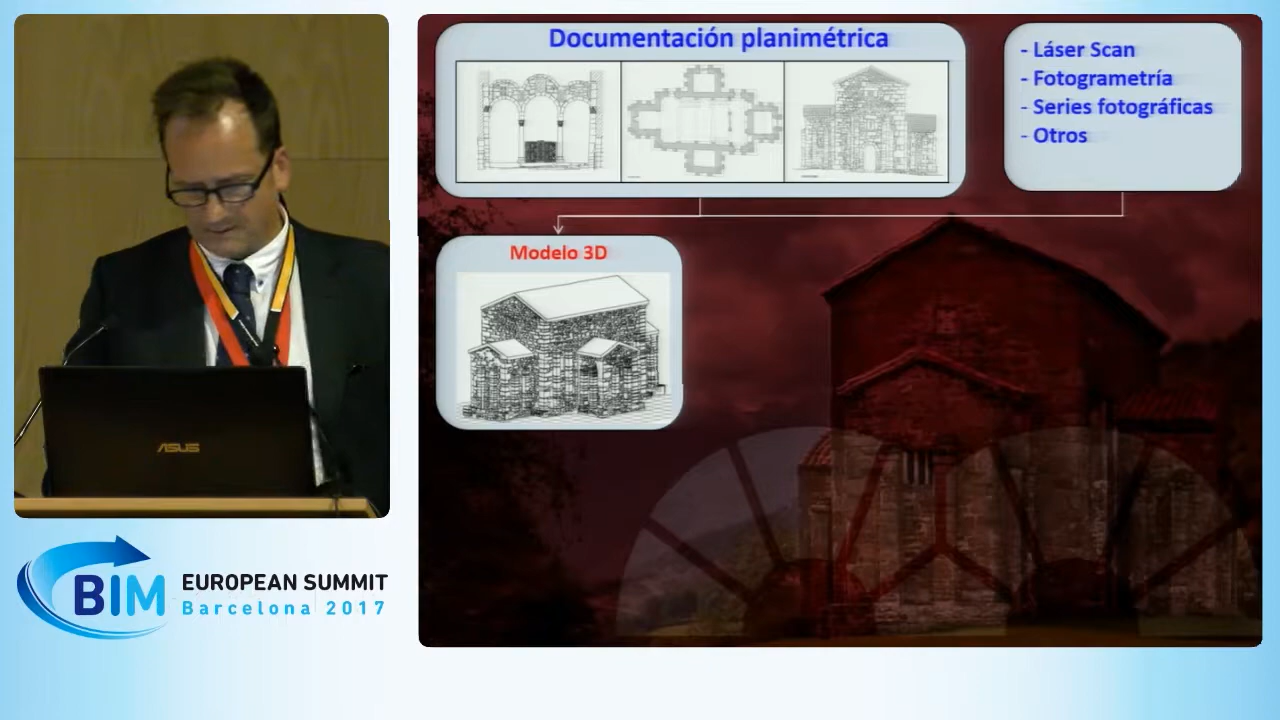 Documentación planimétrica
- Láser Scan
- Fotogrametría
- Series fotográficas
- Otros
Modelo 3D
ASUS
BIM
EUROPEAN SUMMIT
Barcelona 2017